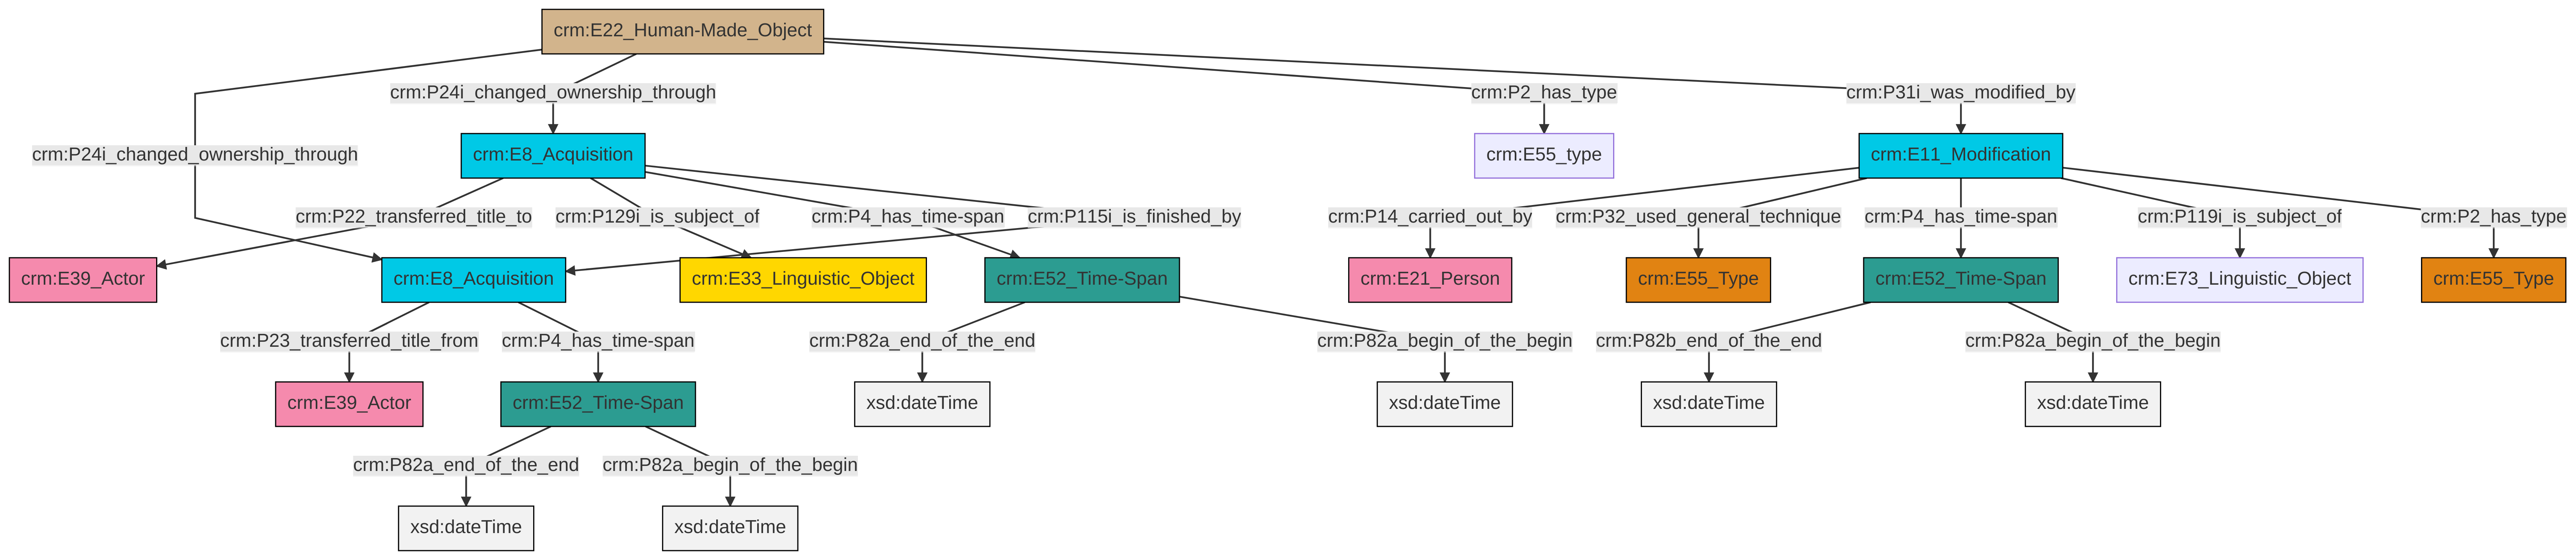 crm:E22_Human-Made_Object
crm:P24i_changed_ownership_through
crm:P2_has_type
crm:P31i_was_modified_by
crm:P24i_changed_ownership_through
crm:E8_Acquisition
crm:E55_type
crm:E11_Modification
crm:P22_transferred_title_to
crm:P129i_is_subject_of
crm:P4_has_time-span
crm:P115i_is_finished_by
crm:P14_carried_out_by
crm:P32_used_general_technique
crm:P4_has_time-span
crm:P119i_is_subject_of
crm:P2_has_type
crm:E39_Actor
crm:E8_Acquisition
crm:E33_Linguistic_Object
crm:E52_Time-Span
crm:E21_Person
crm:E55_Type
crm:E52_Time-Span
crm:E73_Linguistic_Object
crm:E55_Type
crm:P23_transferred_title_from
crm:P4_has_time-span
crm:P82a_end_of_the_end
crm:P82a_begin_of_the_begin
crm:P82b_end_of_the_end
crm:P82a_begin_of_the_begin
crm:E39_Actor
crm:E52_Time-Span
xsd:dateTime
xsd:dateTime
xsd:dateTime
xsd:dateTime
crm:P82a_end_of_the_end
crm:P82a_begin_of_the_begin
xsd:dateTime
xsd:dateTime